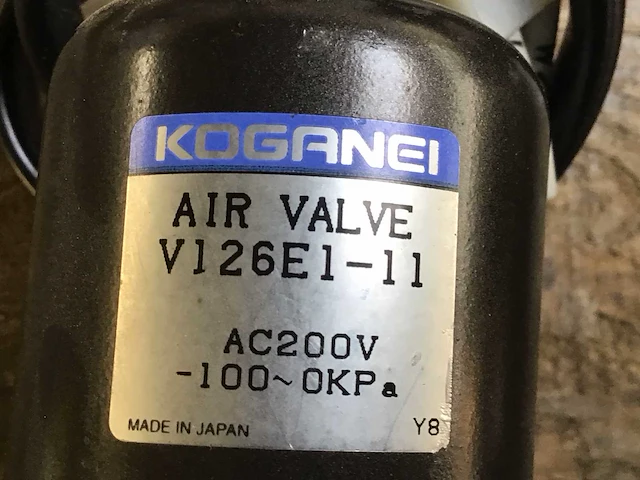 KOGANEI
AIR VALVE
V126E1-11
AC200V
-100~0KPa
MADE IN JAPAN
Y8